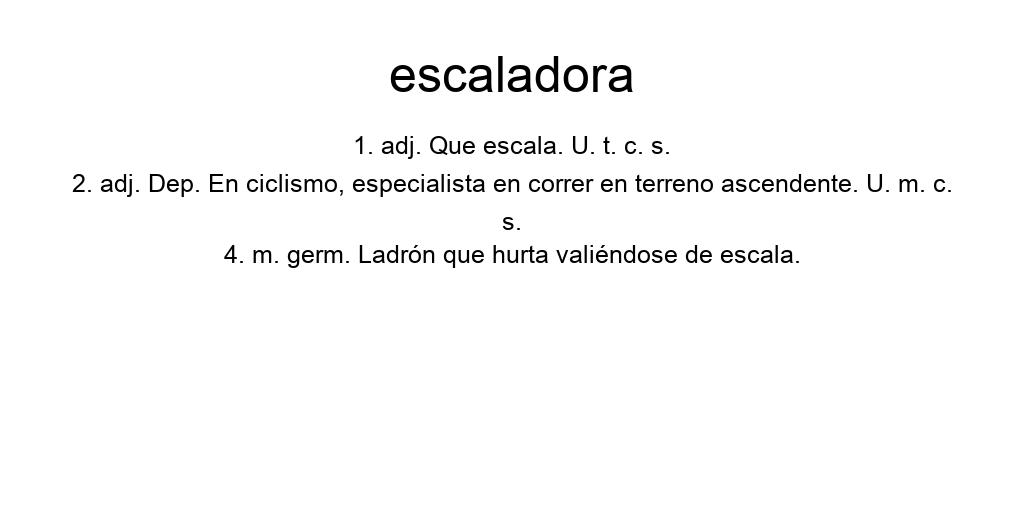 escaladora
1. adj. Que escala. U. t. c. s.
2. adj. Dep. En ciclismo, especialista en correr en terreno ascendente. U. m. c.
s.
4. m. germ. Ladrón que hurta valiéndose de escala.